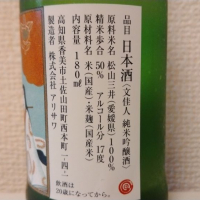 品目 日本酒(文佳人 純米吟醸酒)
原料米名 松山三井(愛媛県)100%
精米歩合 50% アルコール分 17度
原材料名 米(国産)・米麹(国産米)
内容量 180㎖
高知県香美市土佐山田町西本町一-四-一
製造者 株式会社 アリサワ
飲酒は
20歳になってから。